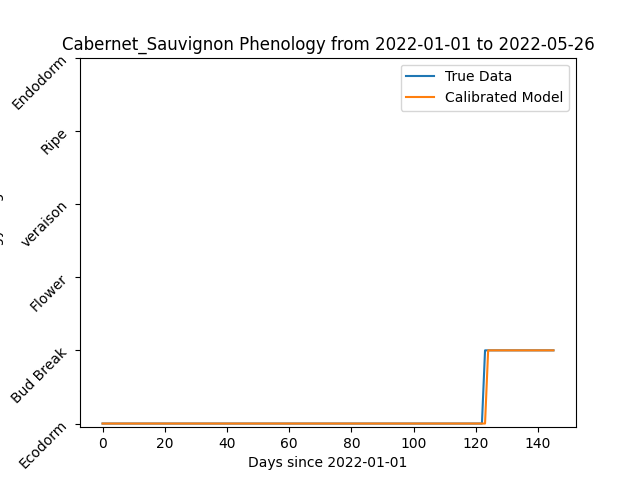 Cabernet_Sauvignon Phenology from 2022-01-01 to 2022-05-26
True Data
Calibrated Model
Endodorm
Ripe
veraison
Flower
Bud Break
Ecodorm
0 20 40 60 80 100 120 140
Days since 2022-01-01